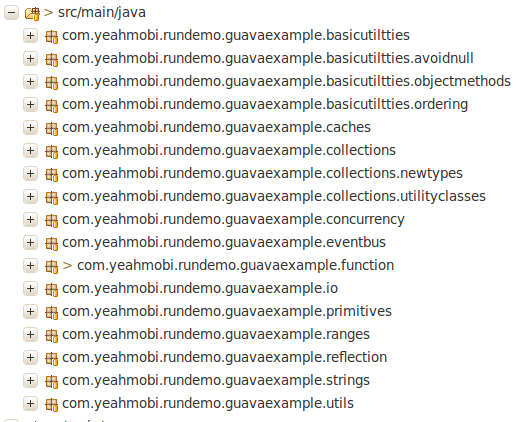 > src/main/java
com.yeahmobi.rundemo.guavaexample.basicutiltties
com.yeahmobi.rundemo.guavaexample.basicutiltties.avoidnull
com.yeahmobi.rundemo.guavaexample.basicutiltties.objectmethods
com.yeahmobi.rundemo.guavaexample.basicutiltties.ordering
com.yeahmobi.rundemo.guavaexample.caches
com.yeahmobi.rundemo.guavaexample.collections
com.yeahmobi.rundemo.guavaexample.collections.newtypes
com.yeahmobi.rundemo.guavaexample.collections.utilityclasses
com.yeahmobi.rundemo.guavaexample.concurrency
com.yeahmobi.rundemo.guavaexample.eventbus
> com.yeahmobi.rundemo.guavaexample.function
com.yeahmobi.rundemo.guavaexample.io
com.yeahmobi.rundemo.guavaexample.primitives
com.yeahmobi.rundemo.guavaexample.ranges
com.yeahmobi.rundemo.guavaexample.reflection
com.yeahmobi.rundemo.guavaexample.strings
com.yeahmobi.rundemo.guavaexample.utils